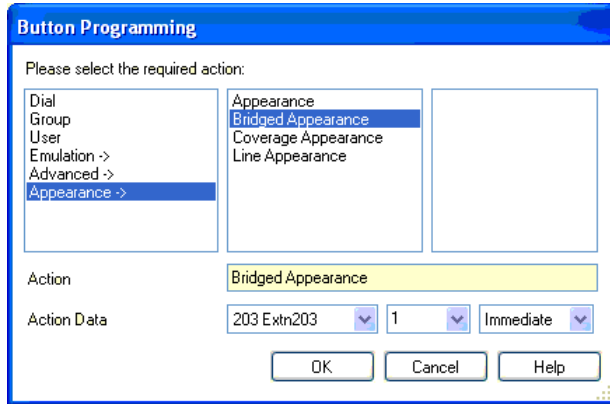 Button Programming
Please select the required action:
Dial
Group
User
Emulation ->
Advanced ->
Appearance ->
Appearance
Bridged Appearance
Coverage Appearance
Line Appearance
Action
Bridged Appearance
Action Data
203 Extn203
1
Immediate
OK
Cancel
Help